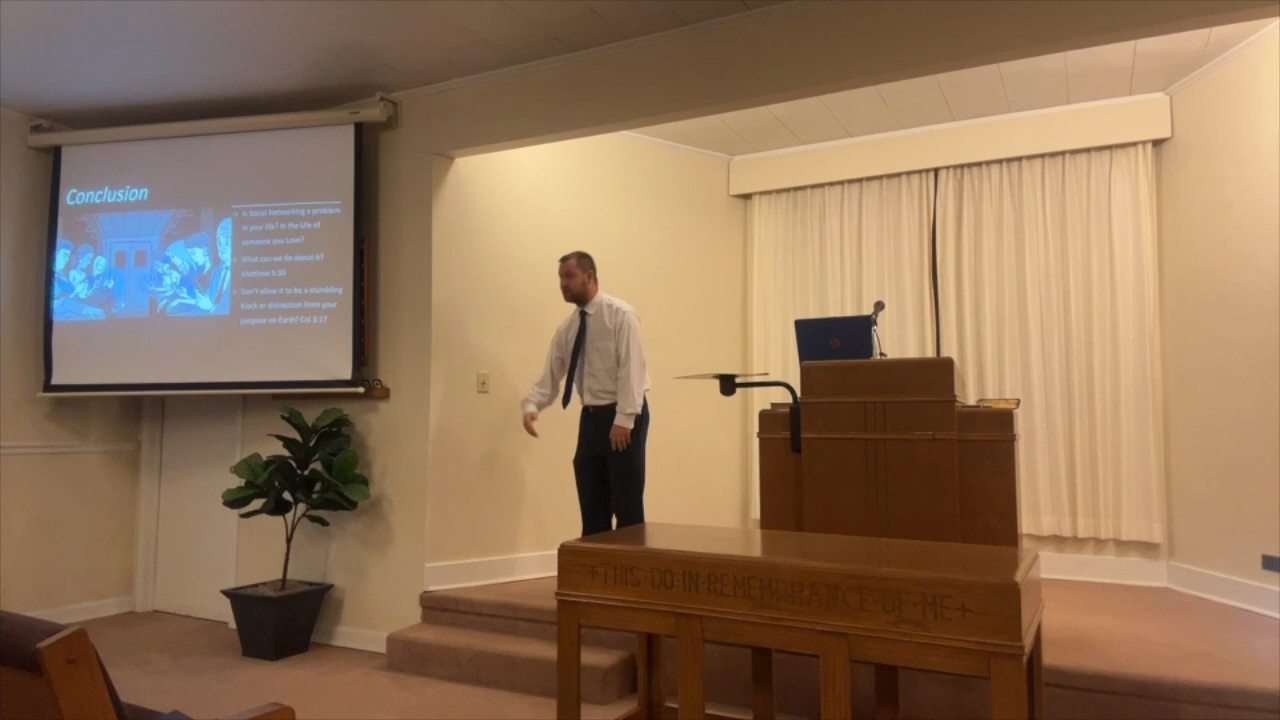 Conclusion
Is Social Networking a problem
in your life? In the Life of
someone you Love?
What can we do about it?
Matthew 5:30
Don't allow it to be a stumbling
block or distraction from your
purpose on Earth! Col 3:17
+THIS·DO·IN·REMEMBRANCE·OF·ME+